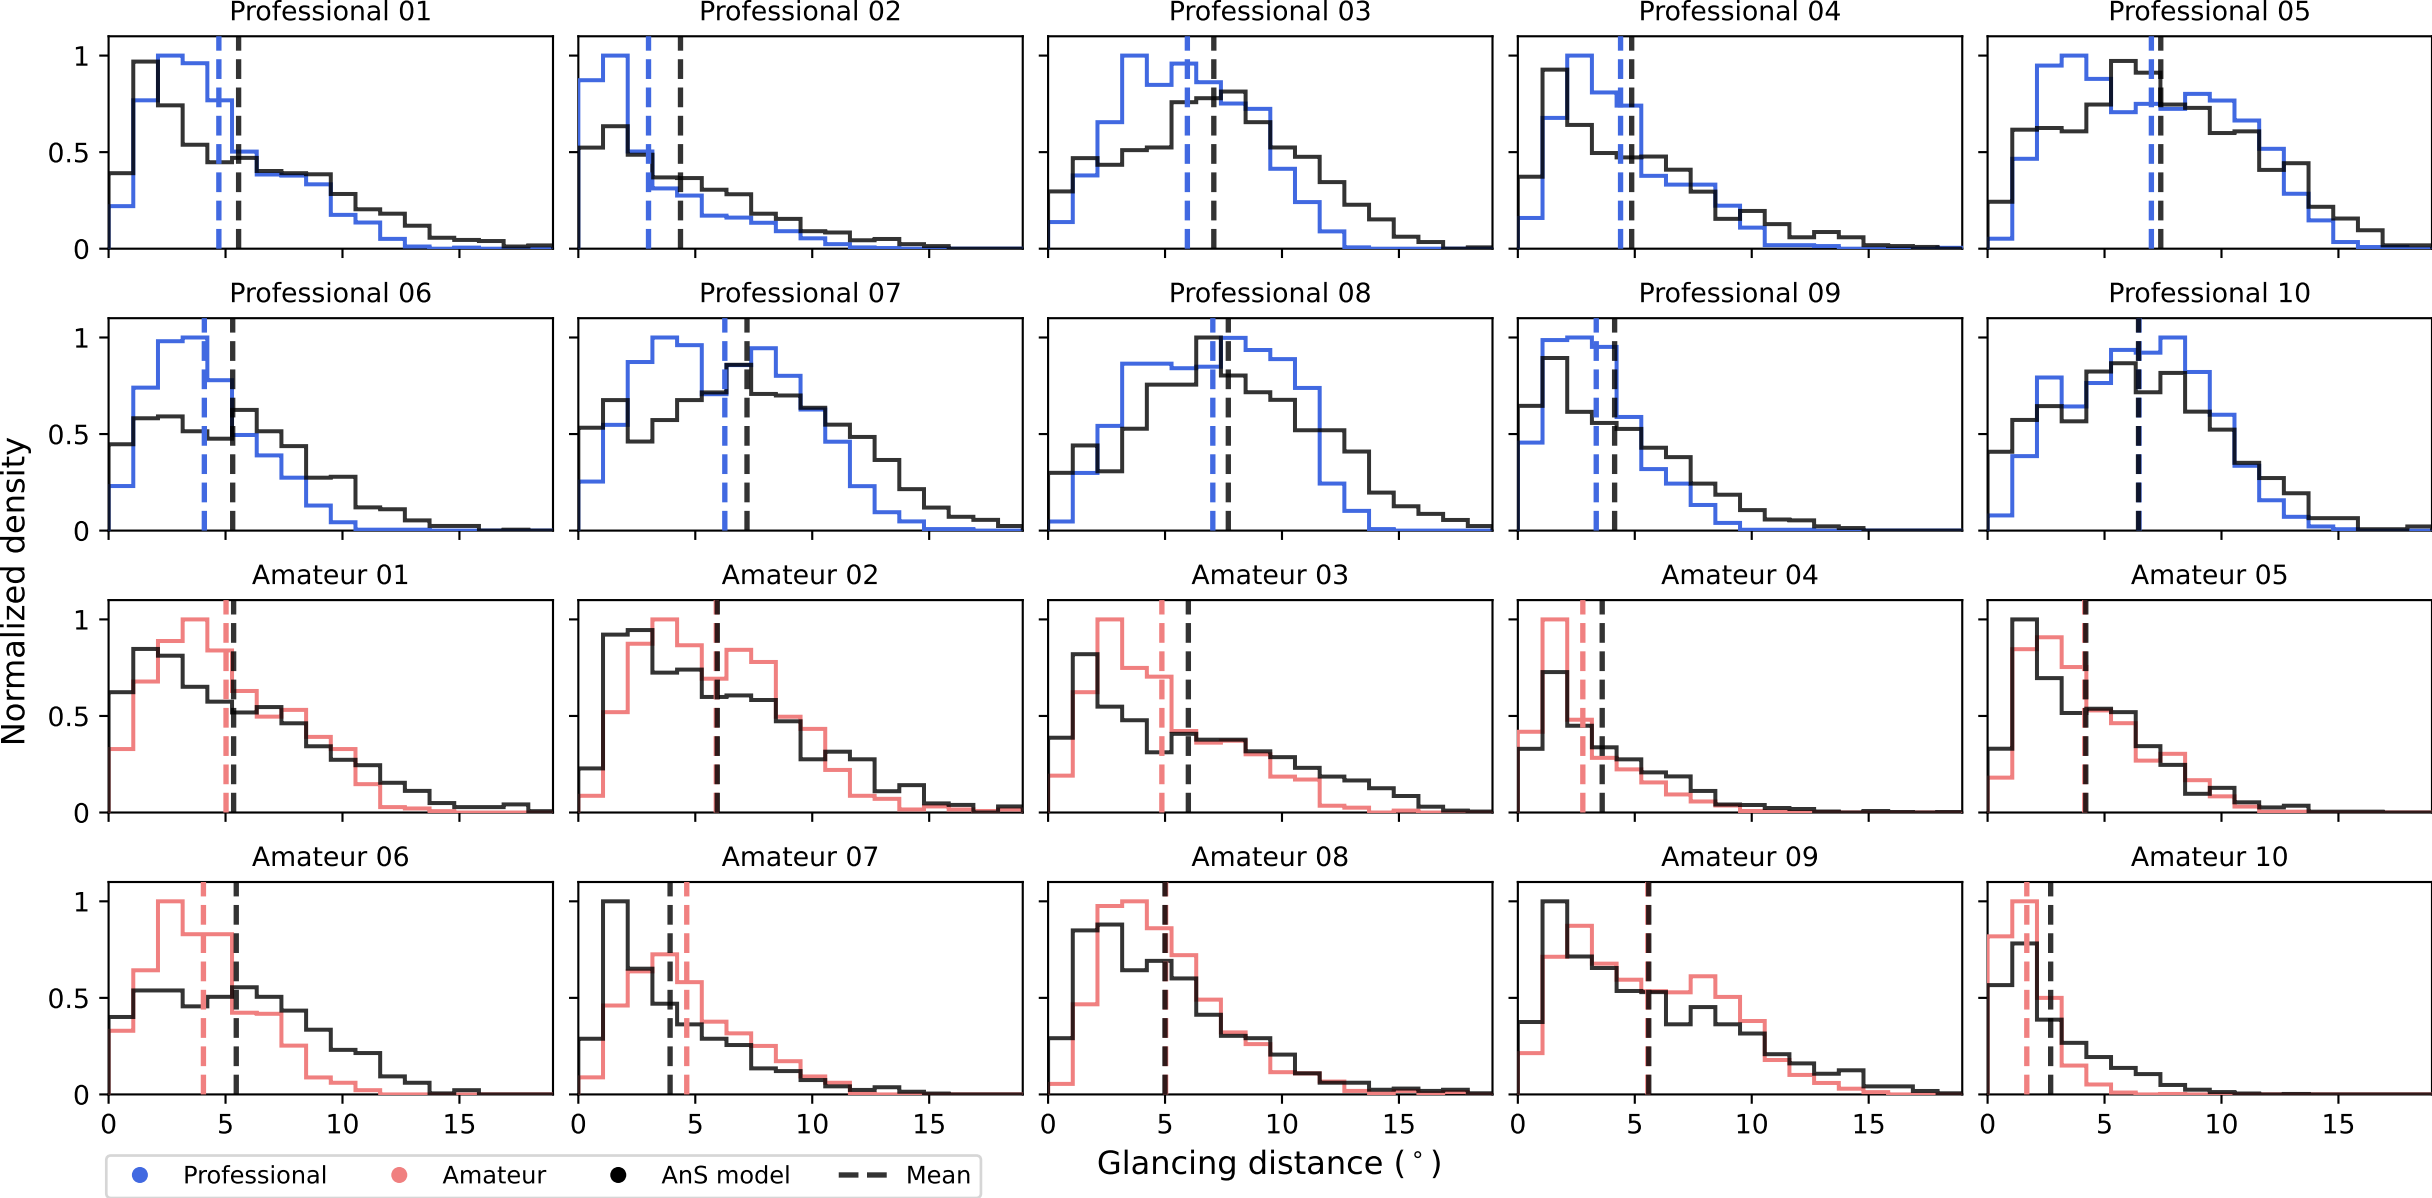 Professional 01
Professional 02
Professional 03
Professional 04
Professional 05
1
0.5
0
Professional 06
Professional 07
Professional 08
Professional 09
Professional 10
1
0.5
0
Normalized density
Amateur 01
Amateur 02
Amateur 03
Amateur 04
Amateur 05
1
0.5
0
Amateur 06
Amateur 07
Amateur 08
Amateur 09
Amateur 10
1
0.5
0
0 5 10 15
0 5 10 15
0 5 10 15
0 5 10 15
0 5 10 15
Glancing distance (°)
Professional Amateur AnS model Mean